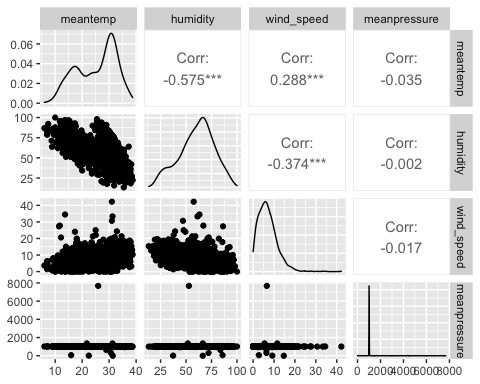 meantemp humidity wind_speed meanpressure
0.06
0.04
0.02
0.00
Corr:
-0.575***
Corr:
0.288***
Corr:
-0.035
meantemp
100
75
50
25
Corr:
-0.374***
Corr:
-0.002
humidity
40
30
20
10
0
Corr:
-0.017
wind_speed
8000
6000
4000
2000
0
meanpressure
10 20 30 40 25 50 75 100 0 10 20 30 40 0 2000 4000 6000 8000